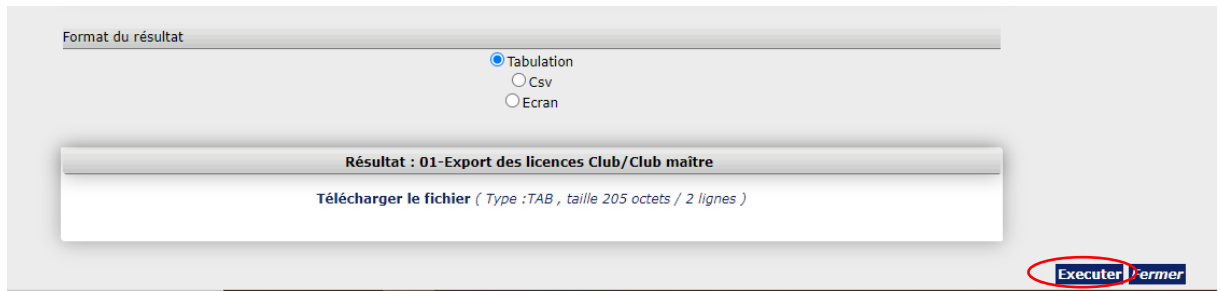 Format du résultat
Tabulation
Csv
Ecran
Résultat : 01-Export des licences Club/Club maître
Télécharger le fichier ( Type :TAB , taille 205 octets / 2 lignes )
Executer Fermer